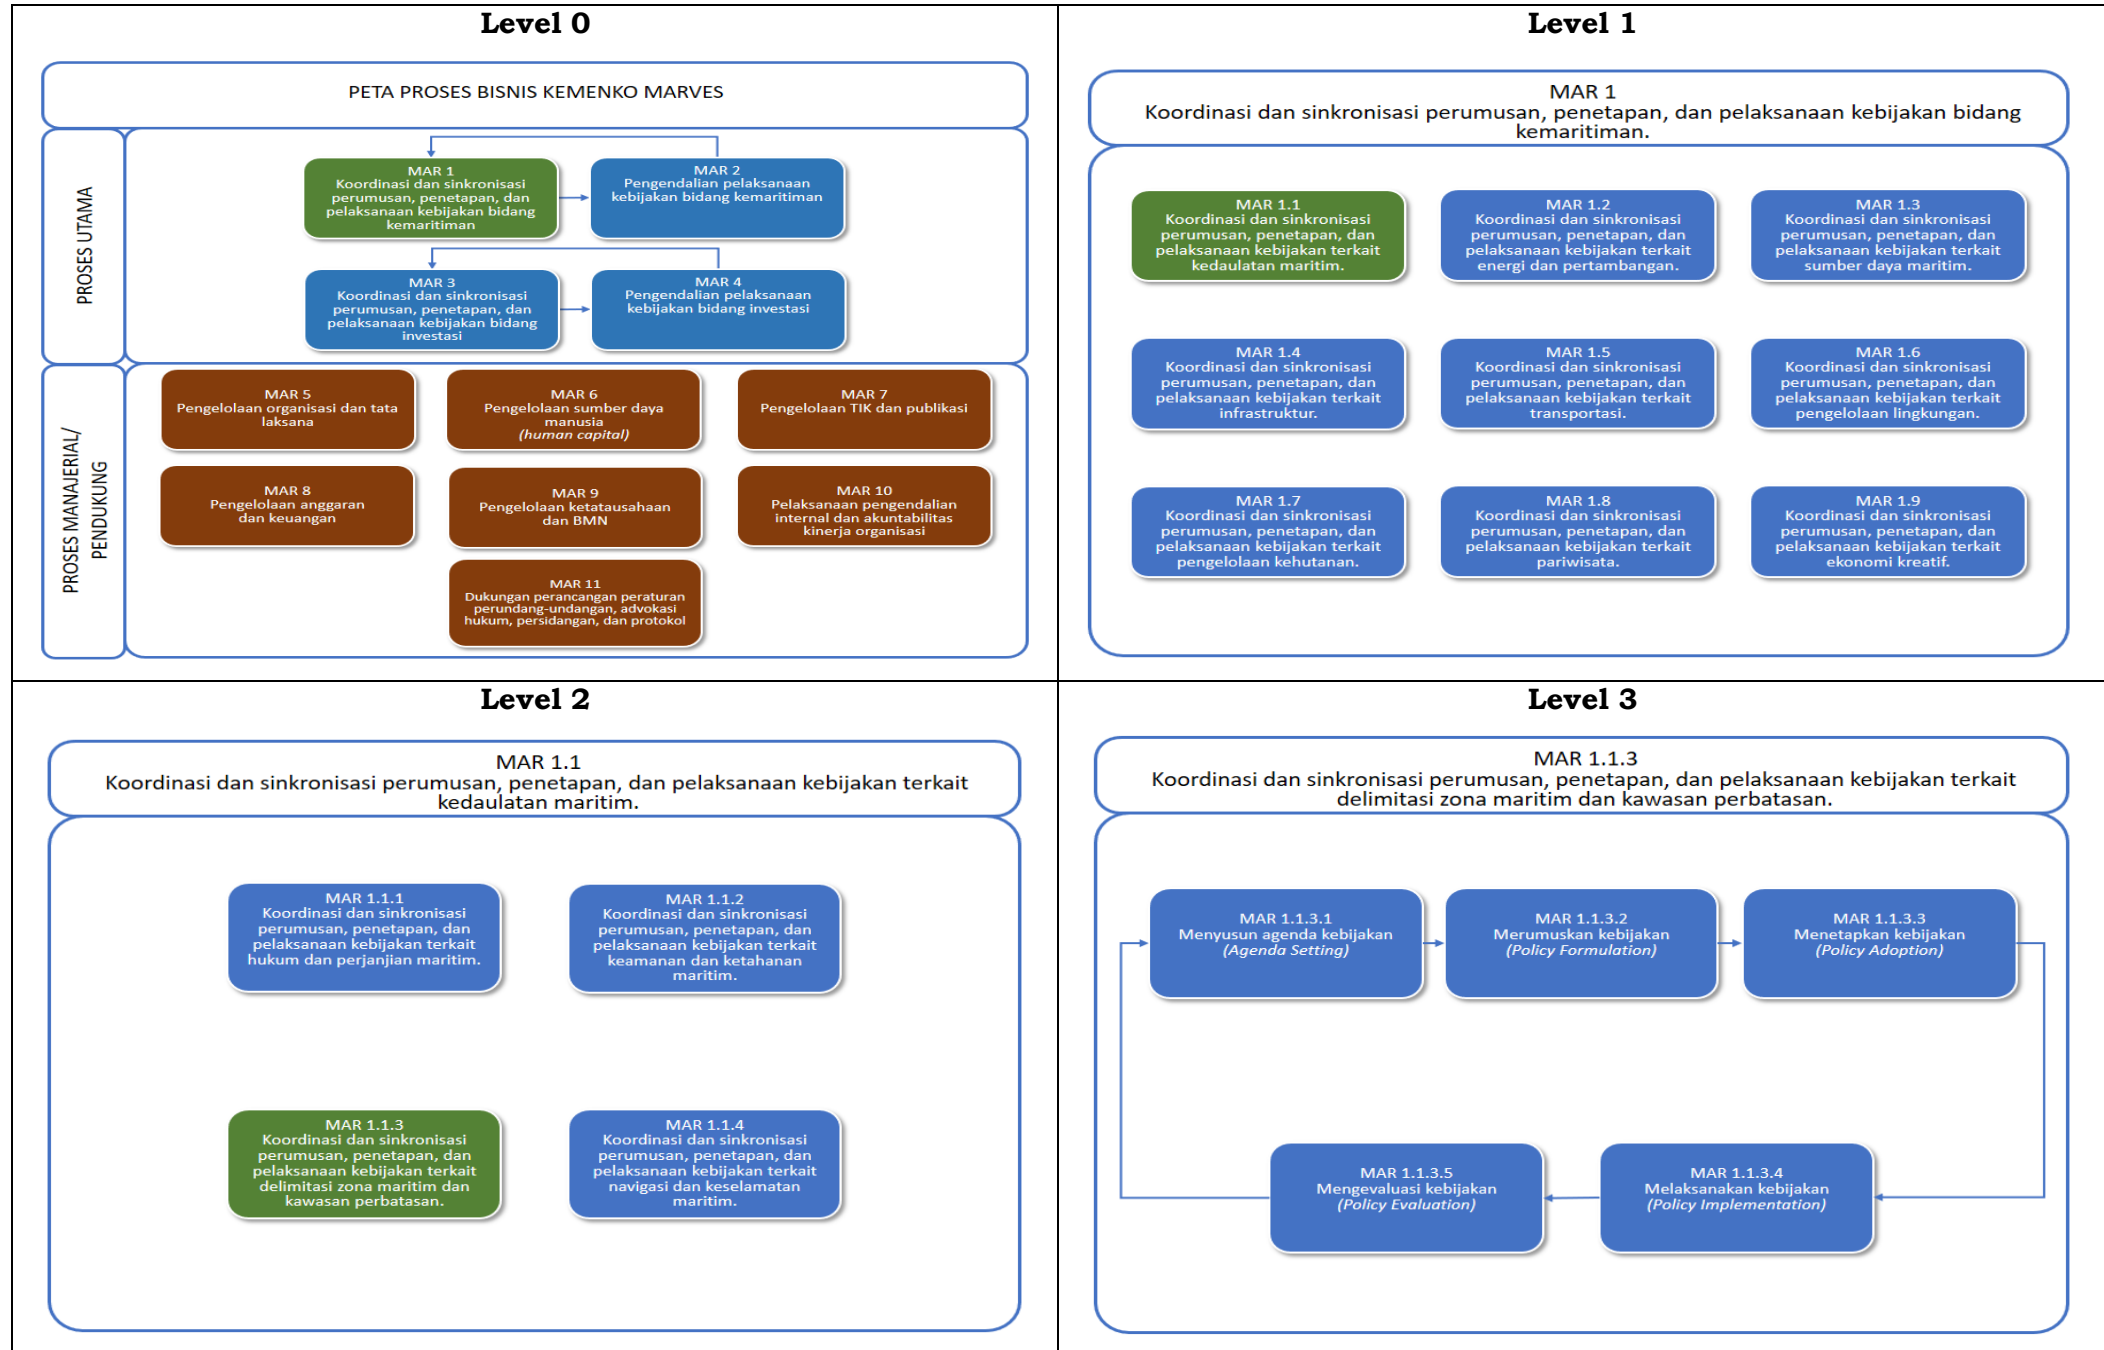 Level 0
PETA PROSES BISNIS KEMENKO MARVES
PROSES UTAMA
MAR 1
Koordinasi dan sinkronisasi
perumusan, penetapan, dan
pelaksanaan kebijakan bidang
kemaritiman
MAR 2
Pengendalian pelaksanaan
kebijakan bidang kemaritiman
MAR 3
Koordinasi dan sinkronisasi
perumusan, penetapan, dan
pelaksanaan kebijakan bidang
investasi
MAR 4
Pengendalian pelaksanaan
kebijakan bidang investasi
PROSES MANAJERIAL/
PENDUKUNG
MAR 5
Pengelolaan organisasi dan tata
laksana
MAR 6
Pengelolaan sumber daya
manusia
(human capital)
MAR 7
Pengelolaan TIK dan publikasi
MAR 8
Pengelolaan anggaran
dan keuangan
MAR 9
Pengelolaan ketatausahaan
dan BMN
MAR 10
Pelaksanaan pengendalian
internal dan akuntabilitas
kinerja organisasi
MAR 11
Dukungan perancangan peraturan
perundang-undangan, advokasi
hukum, persidangan, dan protokol
Level 1
MAR 1
Koordinasi dan sinkronisasi perumusan, penetapan, dan pelaksanaan kebijakan bidang
kemaritiman.
MAR 1.1
Koordinasi dan sinkronisasi
perumusan, penetapan, dan
pelaksanaan kebijakan terkait
kedaulatan maritim.
MAR 1.2
Koordinasi dan sinkronisasi
perumusan, penetapan, dan
pelaksanaan kebijakan terkait
energi dan pertambangan.
MAR 1.3
Koordinasi dan sinkronisasi
perumusan, penetapan, dan
pelaksanaan kebijakan terkait
sumber daya maritim.
MAR 1.4
Koordinasi dan sinkronisasi
perumusan, penetapan, dan
pelaksanaan kebijakan terkait
infrastruktur.
MAR 1.5
Koordinasi dan sinkronisasi
perumusan, penetapan, dan
pelaksanaan kebijakan terkait
transportasi.
MAR 1.6
Koordinasi dan sinkronisasi
perumusan, penetapan, dan
pelaksanaan kebijakan terkait
pengelolaan lingkungan.
MAR 1.7
Koordinasi dan sinkronisasi
perumusan, penetapan, dan
pelaksanaan kebijakan terkait
pengelolaan kehutanan.
MAR 1.8
Koordinasi dan sinkronisasi
perumusan, penetapan, dan
pelaksanaan kebijakan terkait
pariwisata.
MAR 1.9
Koordinasi dan sinkronisasi
perumusan, penetapan, dan
pelaksanaan kebijakan terkait
ekonomi kreatif.
Level 2
MAR 1.1
Koordinasi dan sinkronisasi perumusan, penetapan, dan pelaksanaan kebijakan terkait
kedaulatan maritim.
MAR 1.1.1
Koordinasi dan sinkronisasi
perumusan, penetapan, dan
pelaksanaan kebijakan terkait
hukum dan perjanjian maritim.
MAR 1.1.2
Koordinasi dan sinkronisasi
perumusan, penetapan, dan
pelaksanaan kebijakan terkait
keamanan dan ketahanan
maritim.
MAR 1.1.3
Koordinasi dan sinkronisasi
perumusan, penetapan, dan
pelaksanaan kebijakan terkait
delimitasi zona maritim dan
kawasan perbatasan.
MAR 1.1.4
Koordinasi dan sinkronisasi
perumusan, penetapan, dan
pelaksanaan kebijakan terkait
navigasi dan keselamatan
maritim.
Level 3
MAR 1.1.3
Koordinasi dan sinkronisasi perumusan, penetapan, dan pelaksanaan kebijakan terkait
delimitasi zona maritim dan kawasan perbatasan.
MAR 1.1.3.1
Menyusun agenda kebijakan
(Agenda Setting)
MAR 1.1.3.2
Merumuskan kebijakan
(Policy Formulation)
MAR 1.1.3.3
Menetapkan kebijakan
(Policy Adoption)
MAR 1.1.3.5
Mengevaluasi kebijakan
(Policy Evaluation)
MAR 1.1.3.4
Melaksanakan kebijakan
(Policy Implementation)